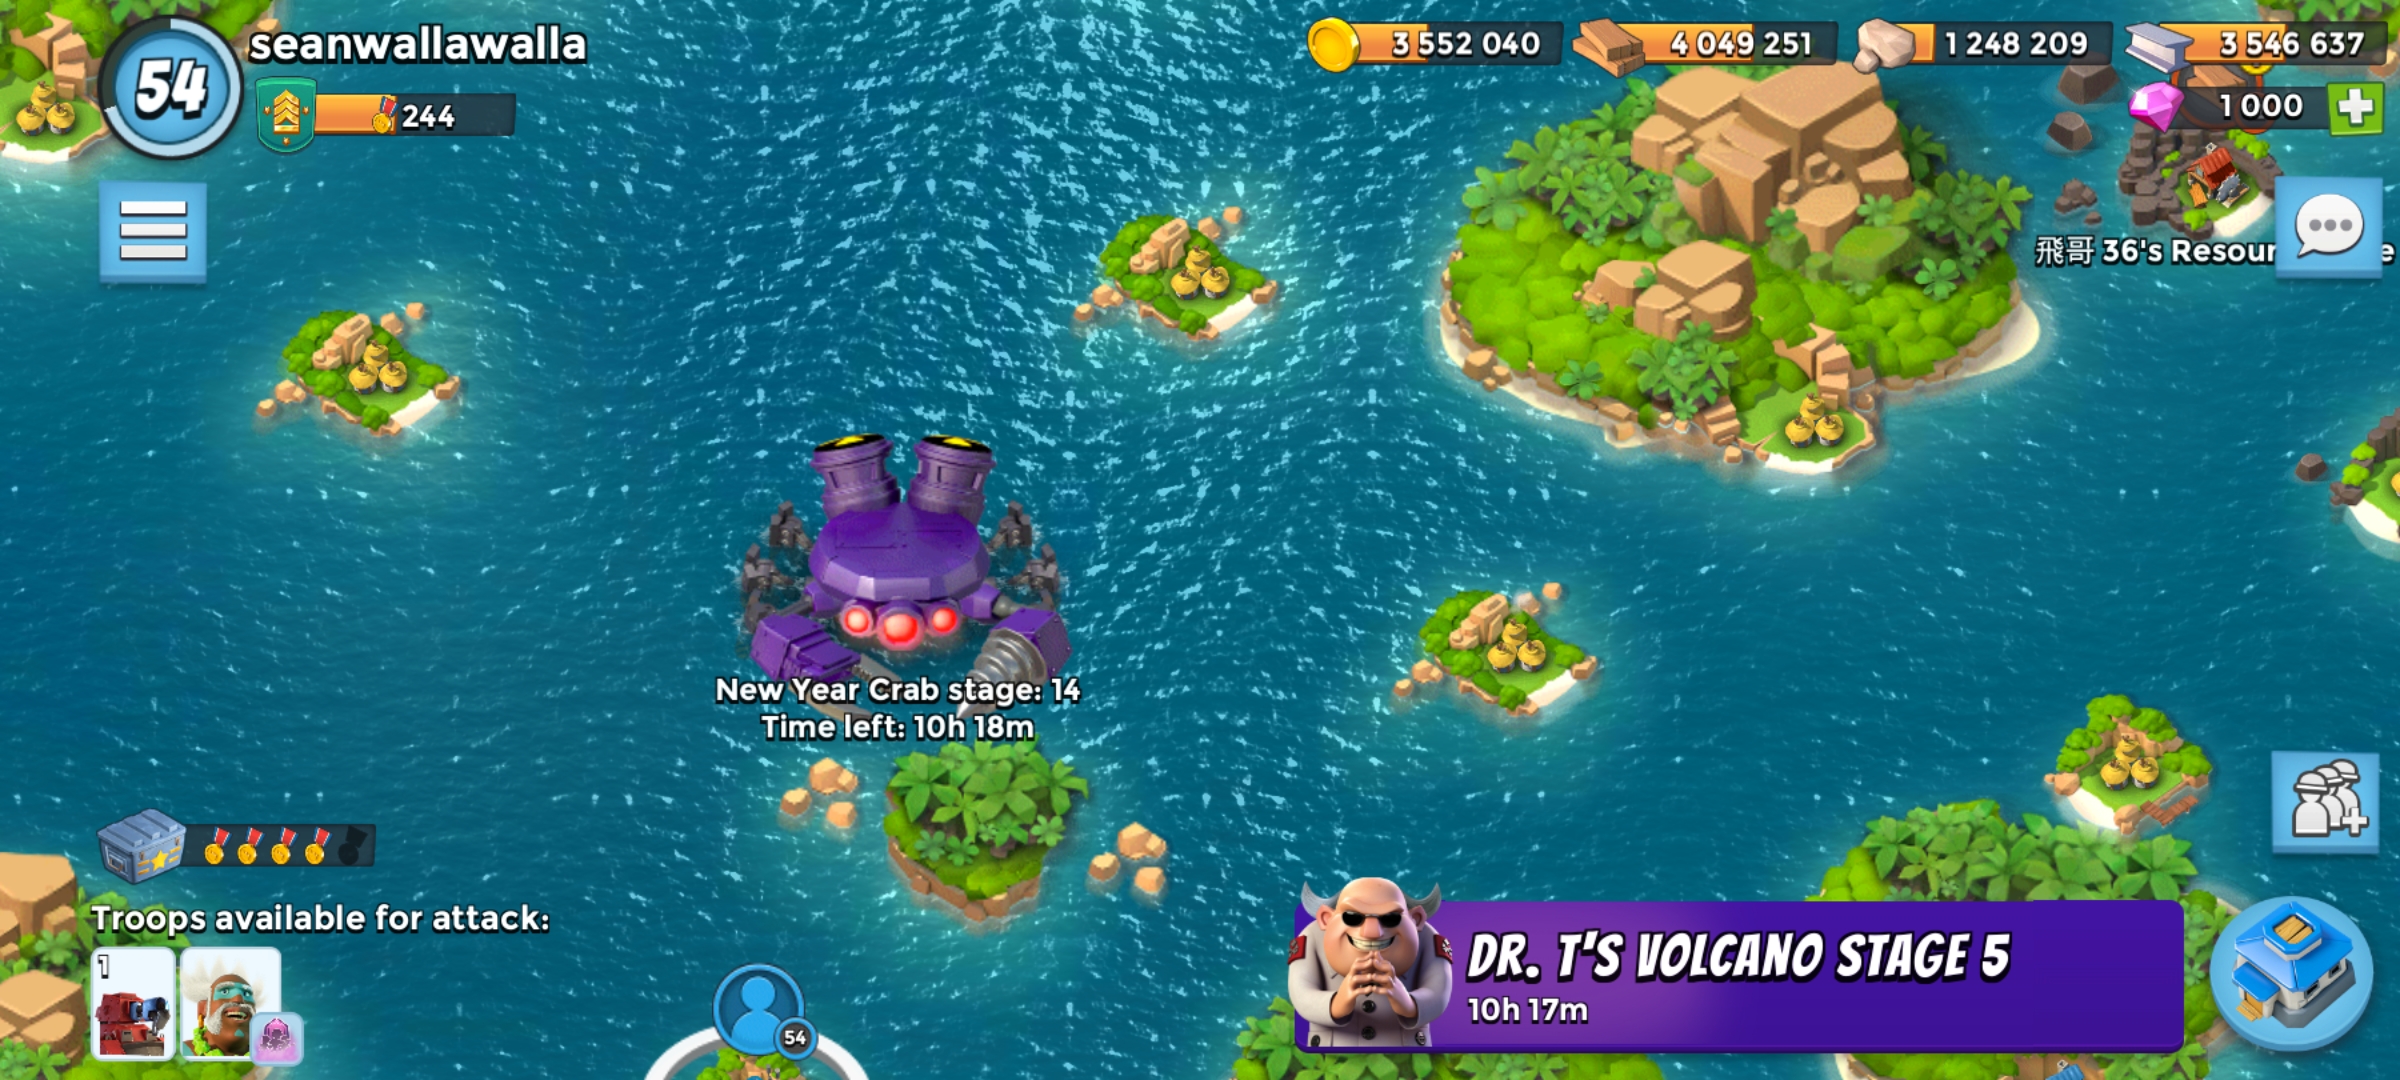 54
seanwallawalla
244
3 552 040
4 049 251
1 248 209
3 546 637
1 000
飛哥 36's Resour
e
New Year Crab stage: 14
Time left: 10h 18m
Troops available for attack:
1
54
DR. T'S VOLCANO STAGE 5
10h 17m